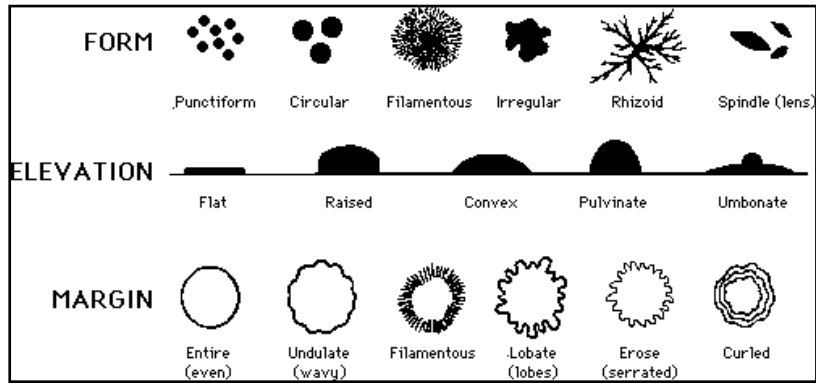 FORM
Punctiform Circular Filamentous Irregular Rhizoid Spindle (lens)
ELEVATION
Flat Raised Convex Pulvinate Umbonate
MARGIN
Entire Undulate Filamentous Lobate Erose Curled
(even) (wavy) (lobes) (serrated)